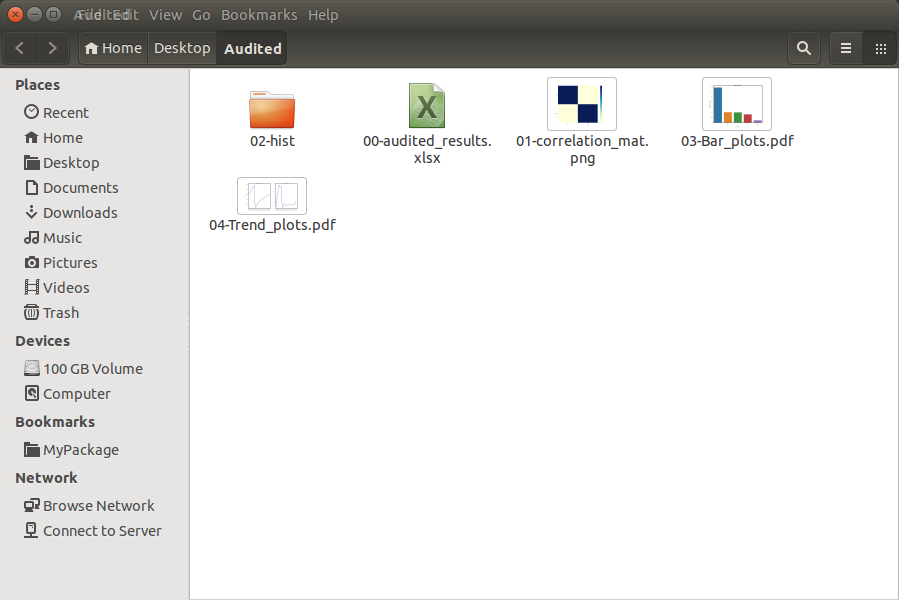 Audited File Edit View Go Bookmarks Help
Home Desktop Audited
Places
Recent
Home
Desktop
Documents
Downloads
Music
Pictures
Videos
Trash
Devices
100 GB Volume
Computer
Bookmarks
MyPackage
Network
Browse Network
Connect to Server
02-hist
00-audited_results.
xlsx
01-correlation_mat.
png
03-Bar_plots.pdf
04-Trend_plots.pdf